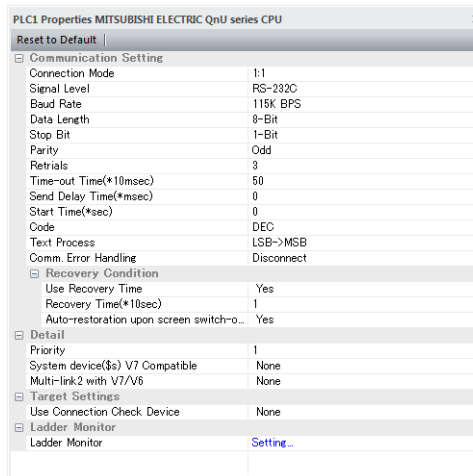 PLC1 Properties MITSUBISHI ELECTRIC QnU series CPU
Reset to Default
Communication Setting
Connection Mode 1:1
Signal Level RS-232C
Baud Rate 115K BPS
Data Length 8-Bit
Stop Bit 1-Bit
Parity Odd
Retrials 3
Time-out Time(*10msec) 50
Send Delay Time(*msec) 0
Start Time(*sec) 0
Code DEC
Text Process LSB->MSB
Comm. Error Handling Disconnect
Recovery Condition
Use Recovery Time Yes
Recovery Time(*10sec) 1
Auto-restoration upon screen switch-o... Yes
Detail
Priority 1
System device($s) V7 Compatible None
Multi-link2 with V7/V6 None
Target Settings
Use Connection Check Device None
Ladder Monitor
Ladder Monitor Setting...